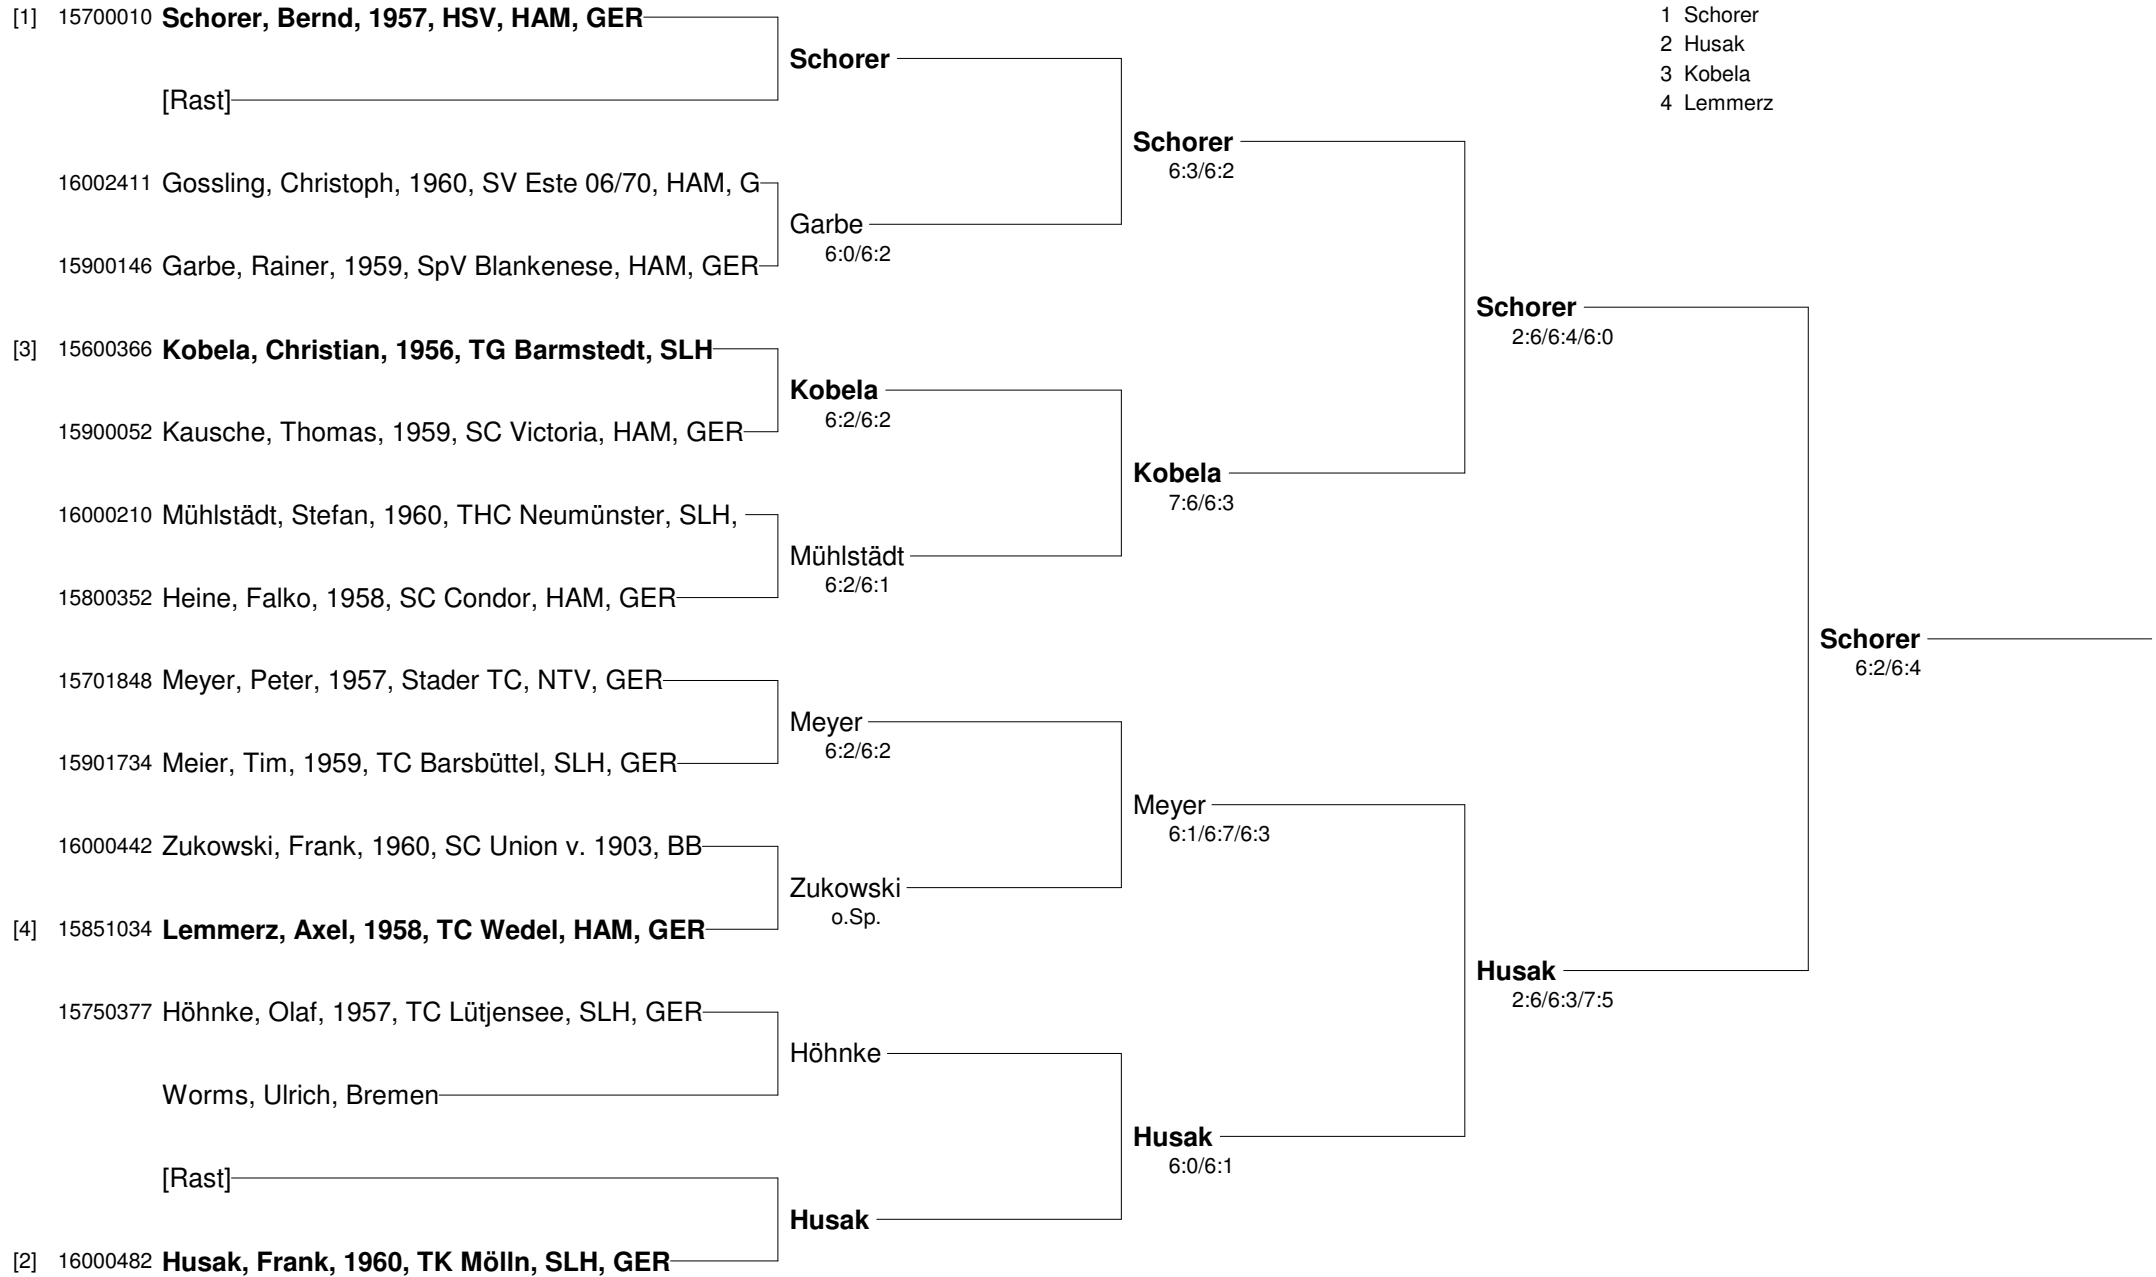 [1] 15700010 Schorer, Bernd, 1957, HSV, HAM, GER
[Rast]
16002411 Gossling, Christoph, 1960, SV Este 06/70, HAM, G
15900146 Garbe, Rainer, 1959, SpV Blankenese, HAM, GER
[3] 15600366 Kobela, Christian, 1956, TG Barmstedt, SLH
15900052 Kausche, Thomas, 1959, SC Victoria, HAM, GER
16000210 Mühlstädt, Stefan, 1960, THC Neumünster, SLH,
15800352 Heine, Falko, 1958, SC Condor, HAM, GER
15701848 Meyer, Peter, 1957, Stader TC, NTV, GER
15901734 Meier, Tim, 1959, TC Barsbüttel, SLH, GER
16000442 Zukowski, Frank, 1960, SC Union v. 1903, BB
[4] 15851034 Lemmerz, Axel, 1958, TC Wedel, HAM, GER
15750377 Höhnke, Olaf, 1957, TC Lütjensee, SLH, GER
Worms, Ulrich, Bremen
[Rast]
[2] 16000482 Husak, Frank, 1960, TK Mölln, SLH, GER
Schorer
Garbe
6:0/6:2
Kobela
6:2/6:2
Mühlstädt
6:2/6:1
Meyer
6:2/6:2
Zukowski
o.Sp.
Höhnke
Husak
Schorer
6:3/6:2
Kobela
7:6/6:3
Meyer
6:1/6:7/6:3
Husak
6:0/6:1
Schorer
2:6/6:4/6:0
Husak
2:6/6:3/7:5
Schorer
6:2/6:4
1 Schorer
2 Husak
3 Kobela
4 Lemmerz